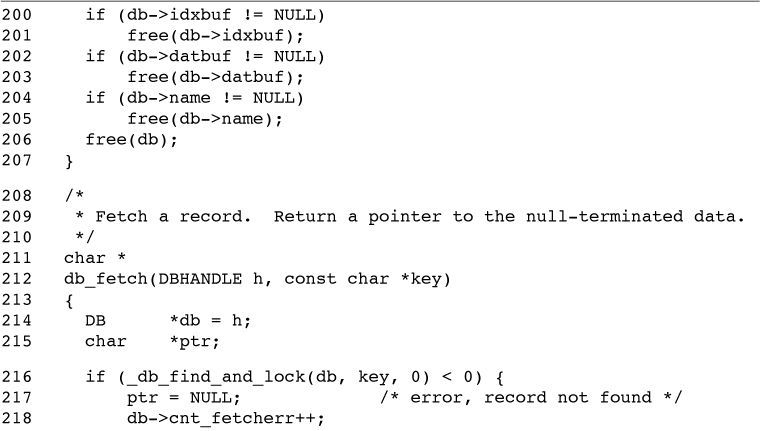 200     if (db->idxbuf != NULL)
201         free(db->idxbuf);
202     if (db->datbuf != NULL)
203         free(db->datbuf);
204     if (db->name != NULL)
205         free(db->name);
206     free(db);
207   }
208   /*
209    * Fetch a record.  Return a pointer to the null-terminated data.
210    */
211   char *
212   db_fetch(DBHANDLE h, const char *key)
213   {
214     DB      *db = h;
215     char    *ptr;
216     if (_db_find_and_lock(db, key, 0) < 0) {
217         ptr = NULL;             /* error, record not found */
218         db->cnt_fetcherr++;